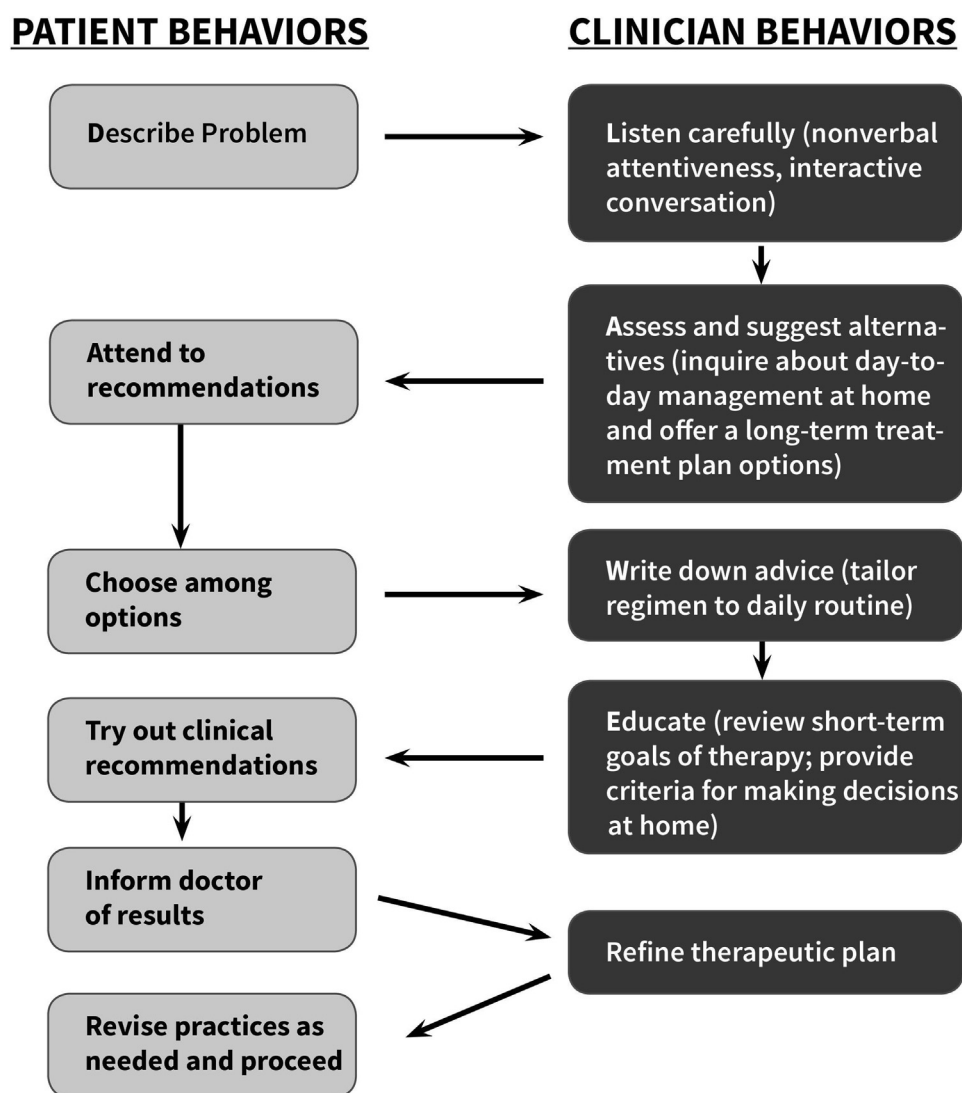 PATIENT BEHAVIORS
CLINICIAN BEHAVIORS
Describe Problem
Listen carefully (nonverbal
attentiveness, interactive
conversation)
Assess and suggest alterna-
tives (inquire about day-to-
day management at home
and offer a long-term treat-
ment plan options)
Attend to
recommendations
Choose among
options
Write down advice (tailor
regimen to daily routine)
Educate (review short-term
goals of therapy; provide
criteria for making decisions
at home)
Try out clinical
recommendations
Inform doctor
of results
Refine therapeutic plan
Revise practices as
needed and proceed